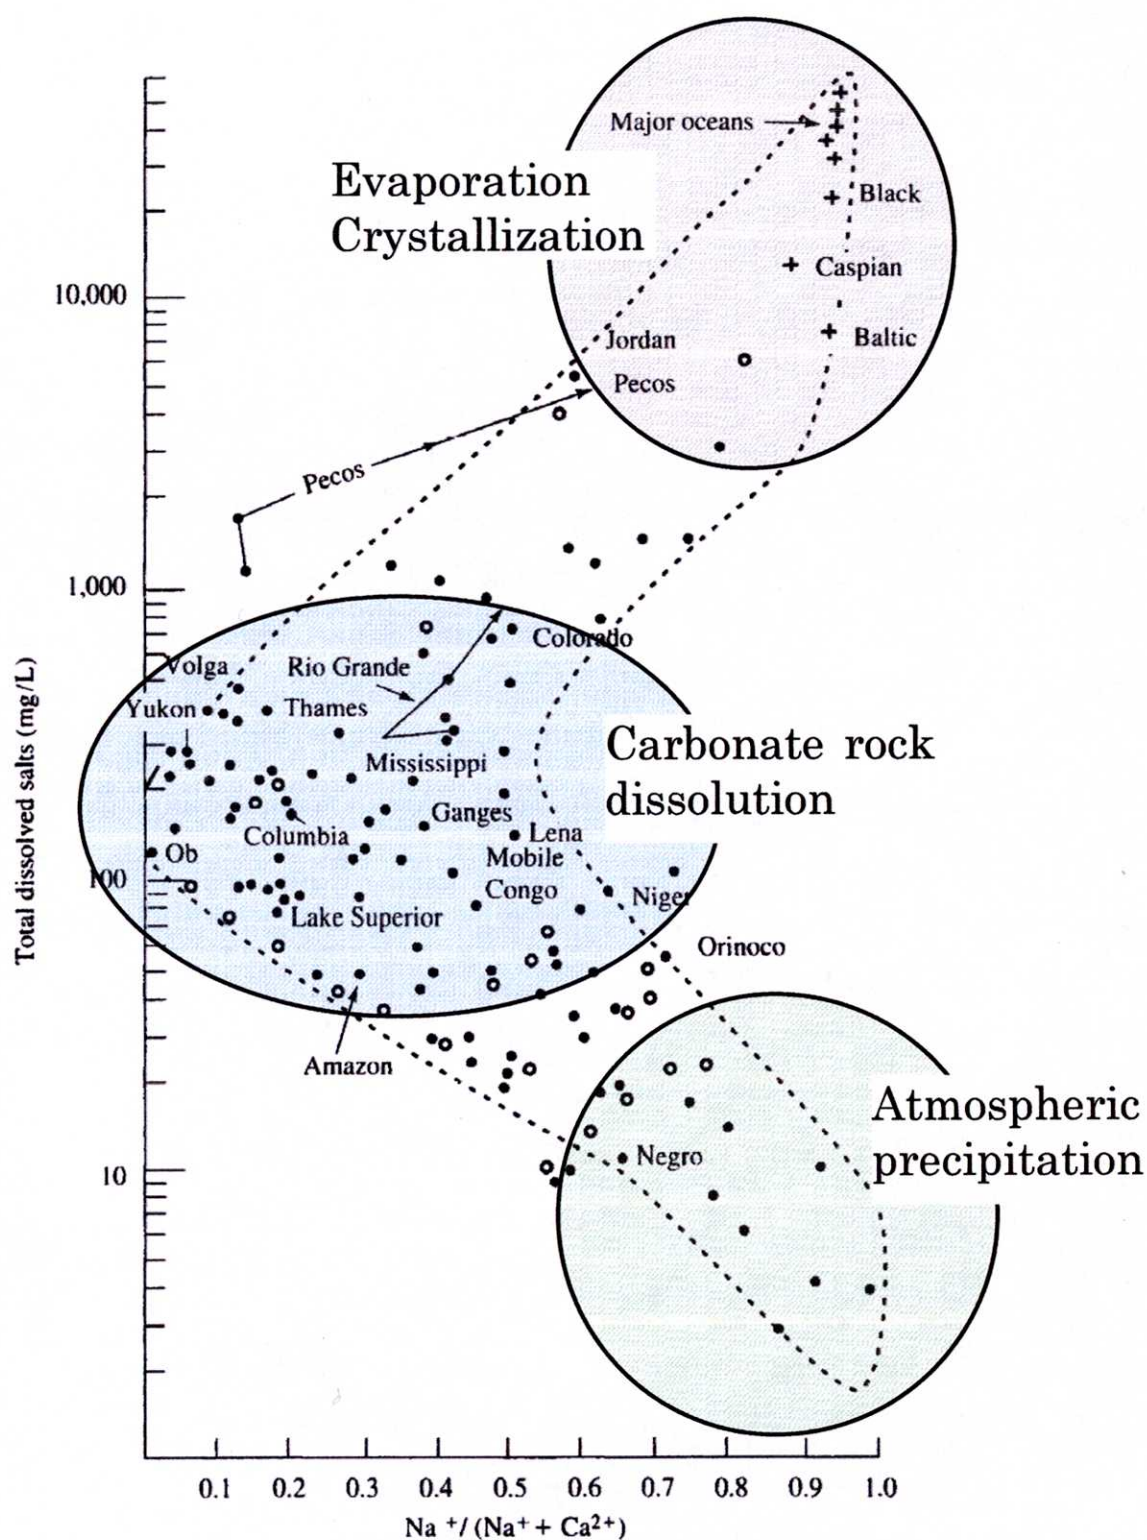 Major oceans
Evaporation
Crystallization
Black
Caspian
10,000
Jordan
Baltic
Pecos
Pecos
1,000
Colorado
Volga
Rio Grande
Yukon
Thames
Carbonate rock
dissolution
Mississippi
Total dissolved salts (mg/L)
Ganges
Columbia
Lena
Ob
Mobile
100
Congo
Niger
Lake Superior
Orinoco
Amazon
Atmospheric
precipitation
10
Negro
0.1 0.2 0.3 0.4 0.5 0.6 0.7 0.8 0.9 1.0
Na⁺/(Na⁺ + Ca²⁺)